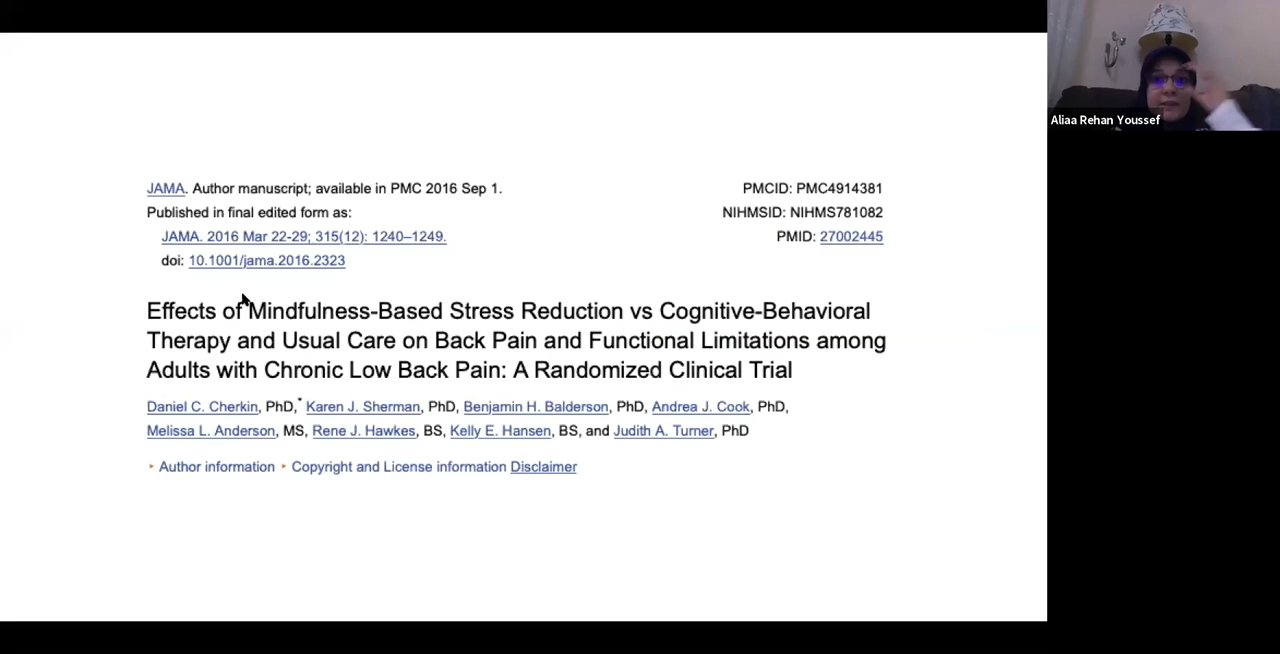 JAMA. Author manuscript; available in PMC 2016 Sep 1.
Published in final edited form as:
JAMA. 2016 Mar 22-29; 315(12): 1240–1249.
doi: 10.1001/jama.2016.2323
PMCID: PMC4914381
NIHMSID: NIHMS781082
PMID: 27002445
Effects of Mindfulness-Based Stress Reduction vs Cognitive-Behavioral
Therapy and Usual Care on Back Pain and Functional Limitations among
Adults with Chronic Low Back Pain: A Randomized Clinical Trial
Daniel C. Cherkin, PhD,* Karen J. Sherman, PhD, Benjamin H. Balderson, PhD, Andrea J. Cook, PhD,
Melissa L. Anderson, MS, Rene J. Hawkes, BS, Kelly E. Hansen, BS, and Judith A. Turner, PhD
‣ Author information ‣ Copyright and License information Disclaimer
Aliaa Rehan Youssef